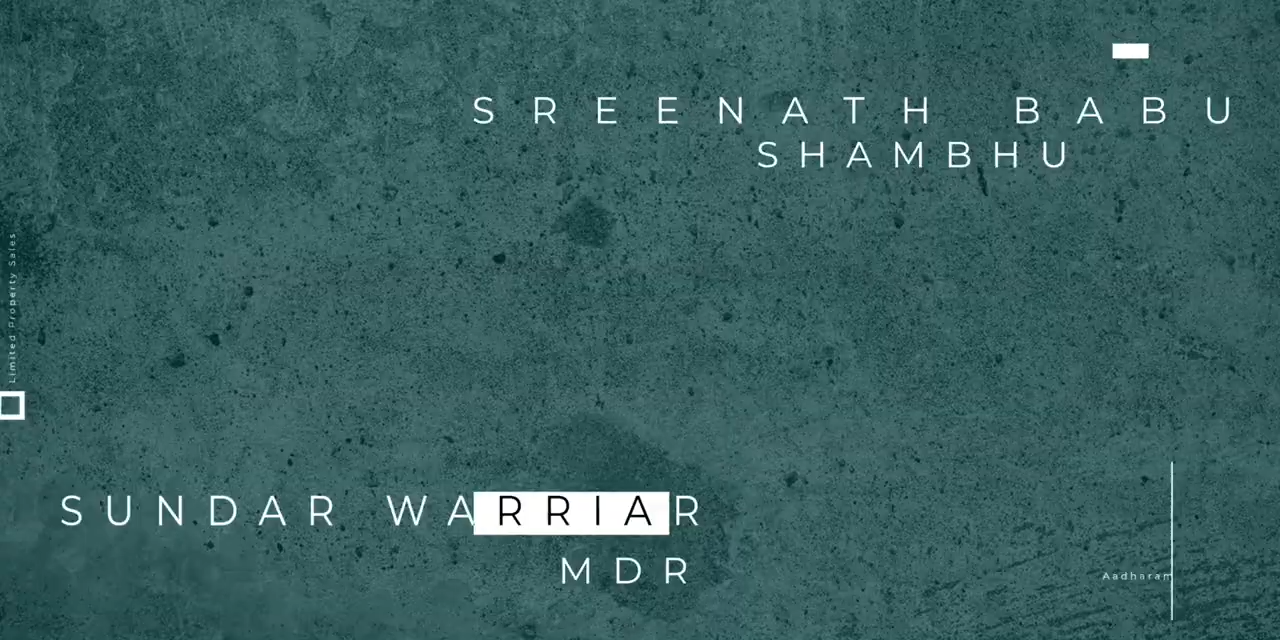 SREENATH BABU
SHAMBHU
Limited Property Sales
SUNDAR WARRIAR
MDR
Aadharam